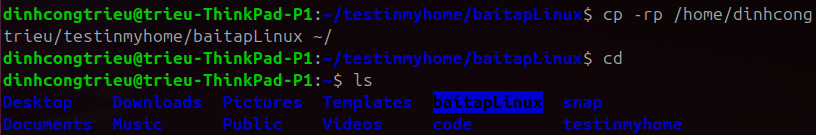 dinhcongtrieu@trieu-ThinkPad-P1:~/testinmyhome/baitapLinux$ cp -rp /home/dinhcong
trieu/testinmyhome/baitapLinux ~/
dinhcongtrieu@trieu-ThinkPad-P1:~/testinmyhome/baitapLinux$ cd
dinhcongtrieu@trieu-ThinkPad-P1:~$ ls
Desktop Downloads Pictures Templates baitapLinux snap
Documents Music Public Videos code testinmyhome